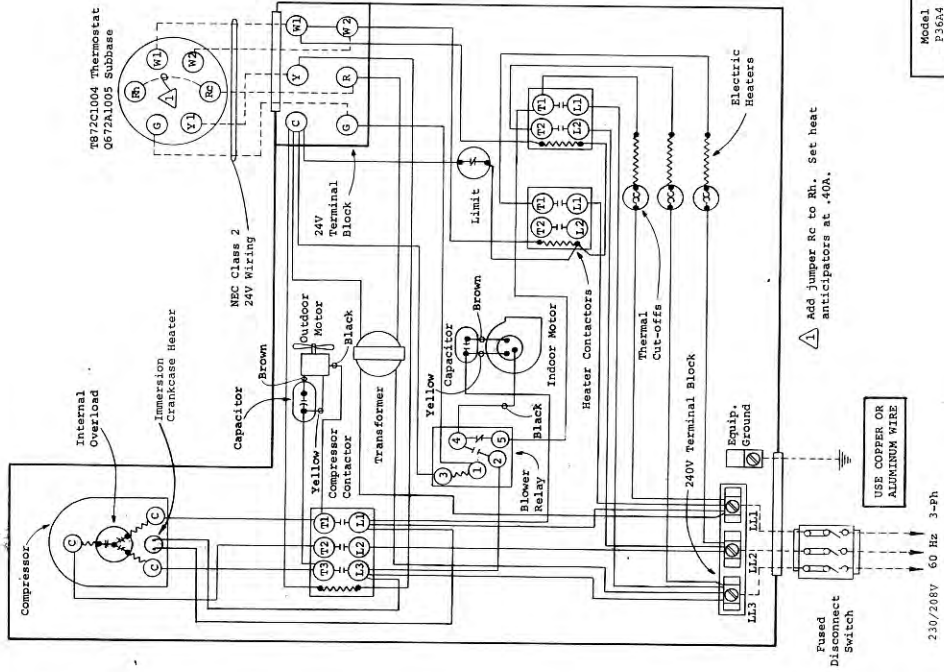 T872C1004 Thermostat
Q672A1005 Subbase
G
Rh
W1
Y1
Rc
W2
1
NEC Class 2
24V Wiring
C
Y
W1
G
R
W2
24V
Terminal
Block
Compressor
Internal
Overload
Immersion
Crankcase Heater
C
C
C
Capacitor
Brown
Outdoor
Motor
Black
Yellow
Compressor
Contactor
Transformer
T3
T2
T1
L3
L2
L1
Limit
Yellow
Capacitor
Brown
Indoor Motor
Black
3
4
1
5
2
Blower
Relay
T2
T1
L2
L1
T2
T1
L2
L1
Heater Contactors
Thermal
Cut-offs
Electric
Heaters
240V Terminal Block
LL3
LL2
LL1
Equip.
Ground
Fused
Disconnect
Switch
230/208V 60 Hz 3-Ph
USE COPPER OR
ALUMINUM WIRE
1 Add jumper Rc to Rh. Set heat
anticipators at .40A.
Model
P36A4